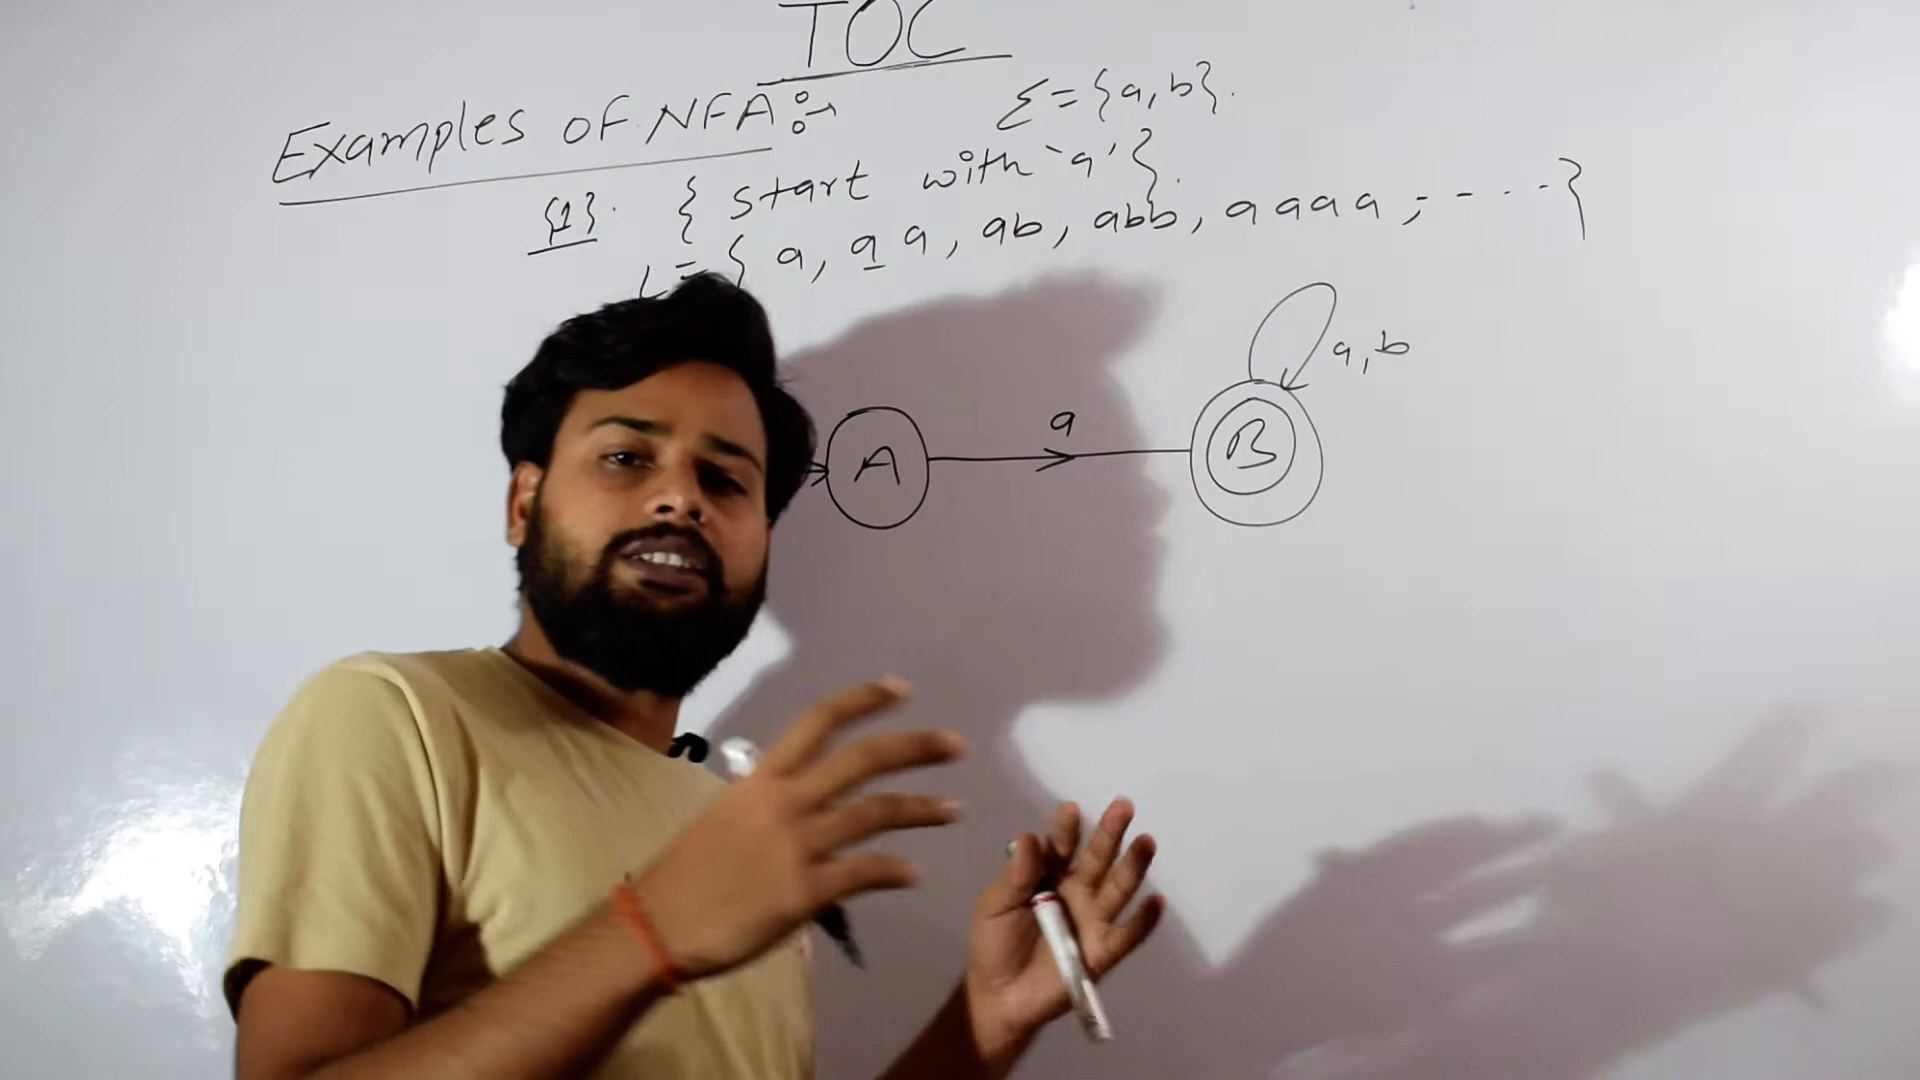 TOC
Examples OF NFA:-
Σ={a,b}.
{1}. { start with 'a' }.
L = { a, aa, ab, abb, aaaa, - - - - }
a,b
a
A
B